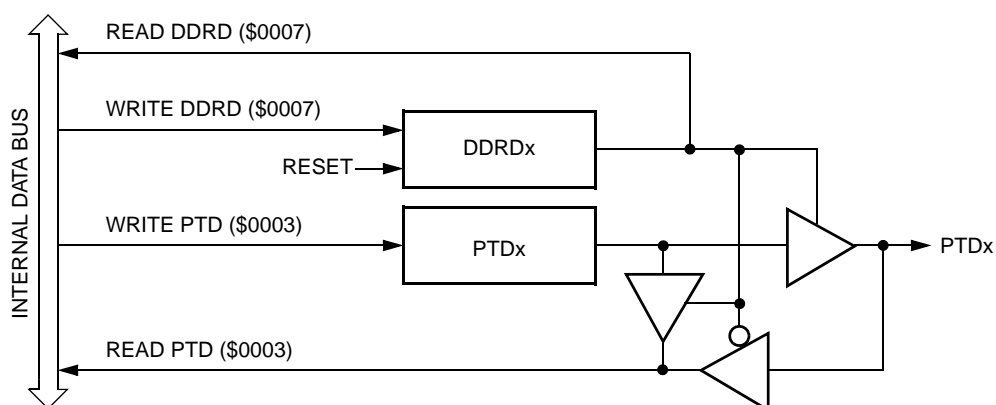 READ DDRD ($0007)
WRITE DDRD ($0007)
DDRDx
RESET
WRITE PTD ($0003)
PTDx
PTDx
READ PTD ($0003)
INTERNAL DATA BUS